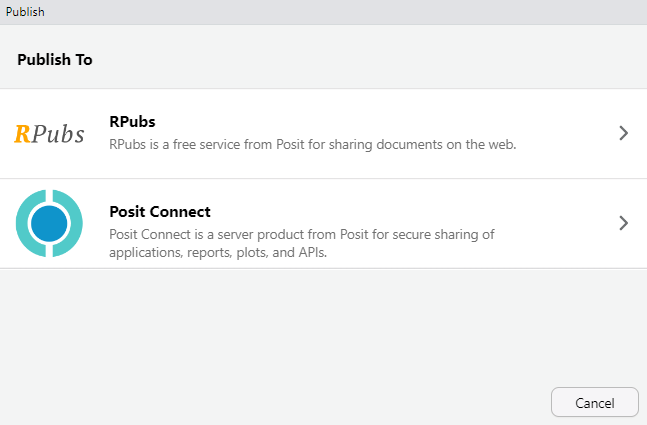 Publish
Publish To
RPubs
RPubs
RPubs is a free service from Posit for sharing documents on the web.
Posit Connect
Posit Connect is a server product from Posit for secure sharing of
applications, reports, plots, and APIs.
Cancel